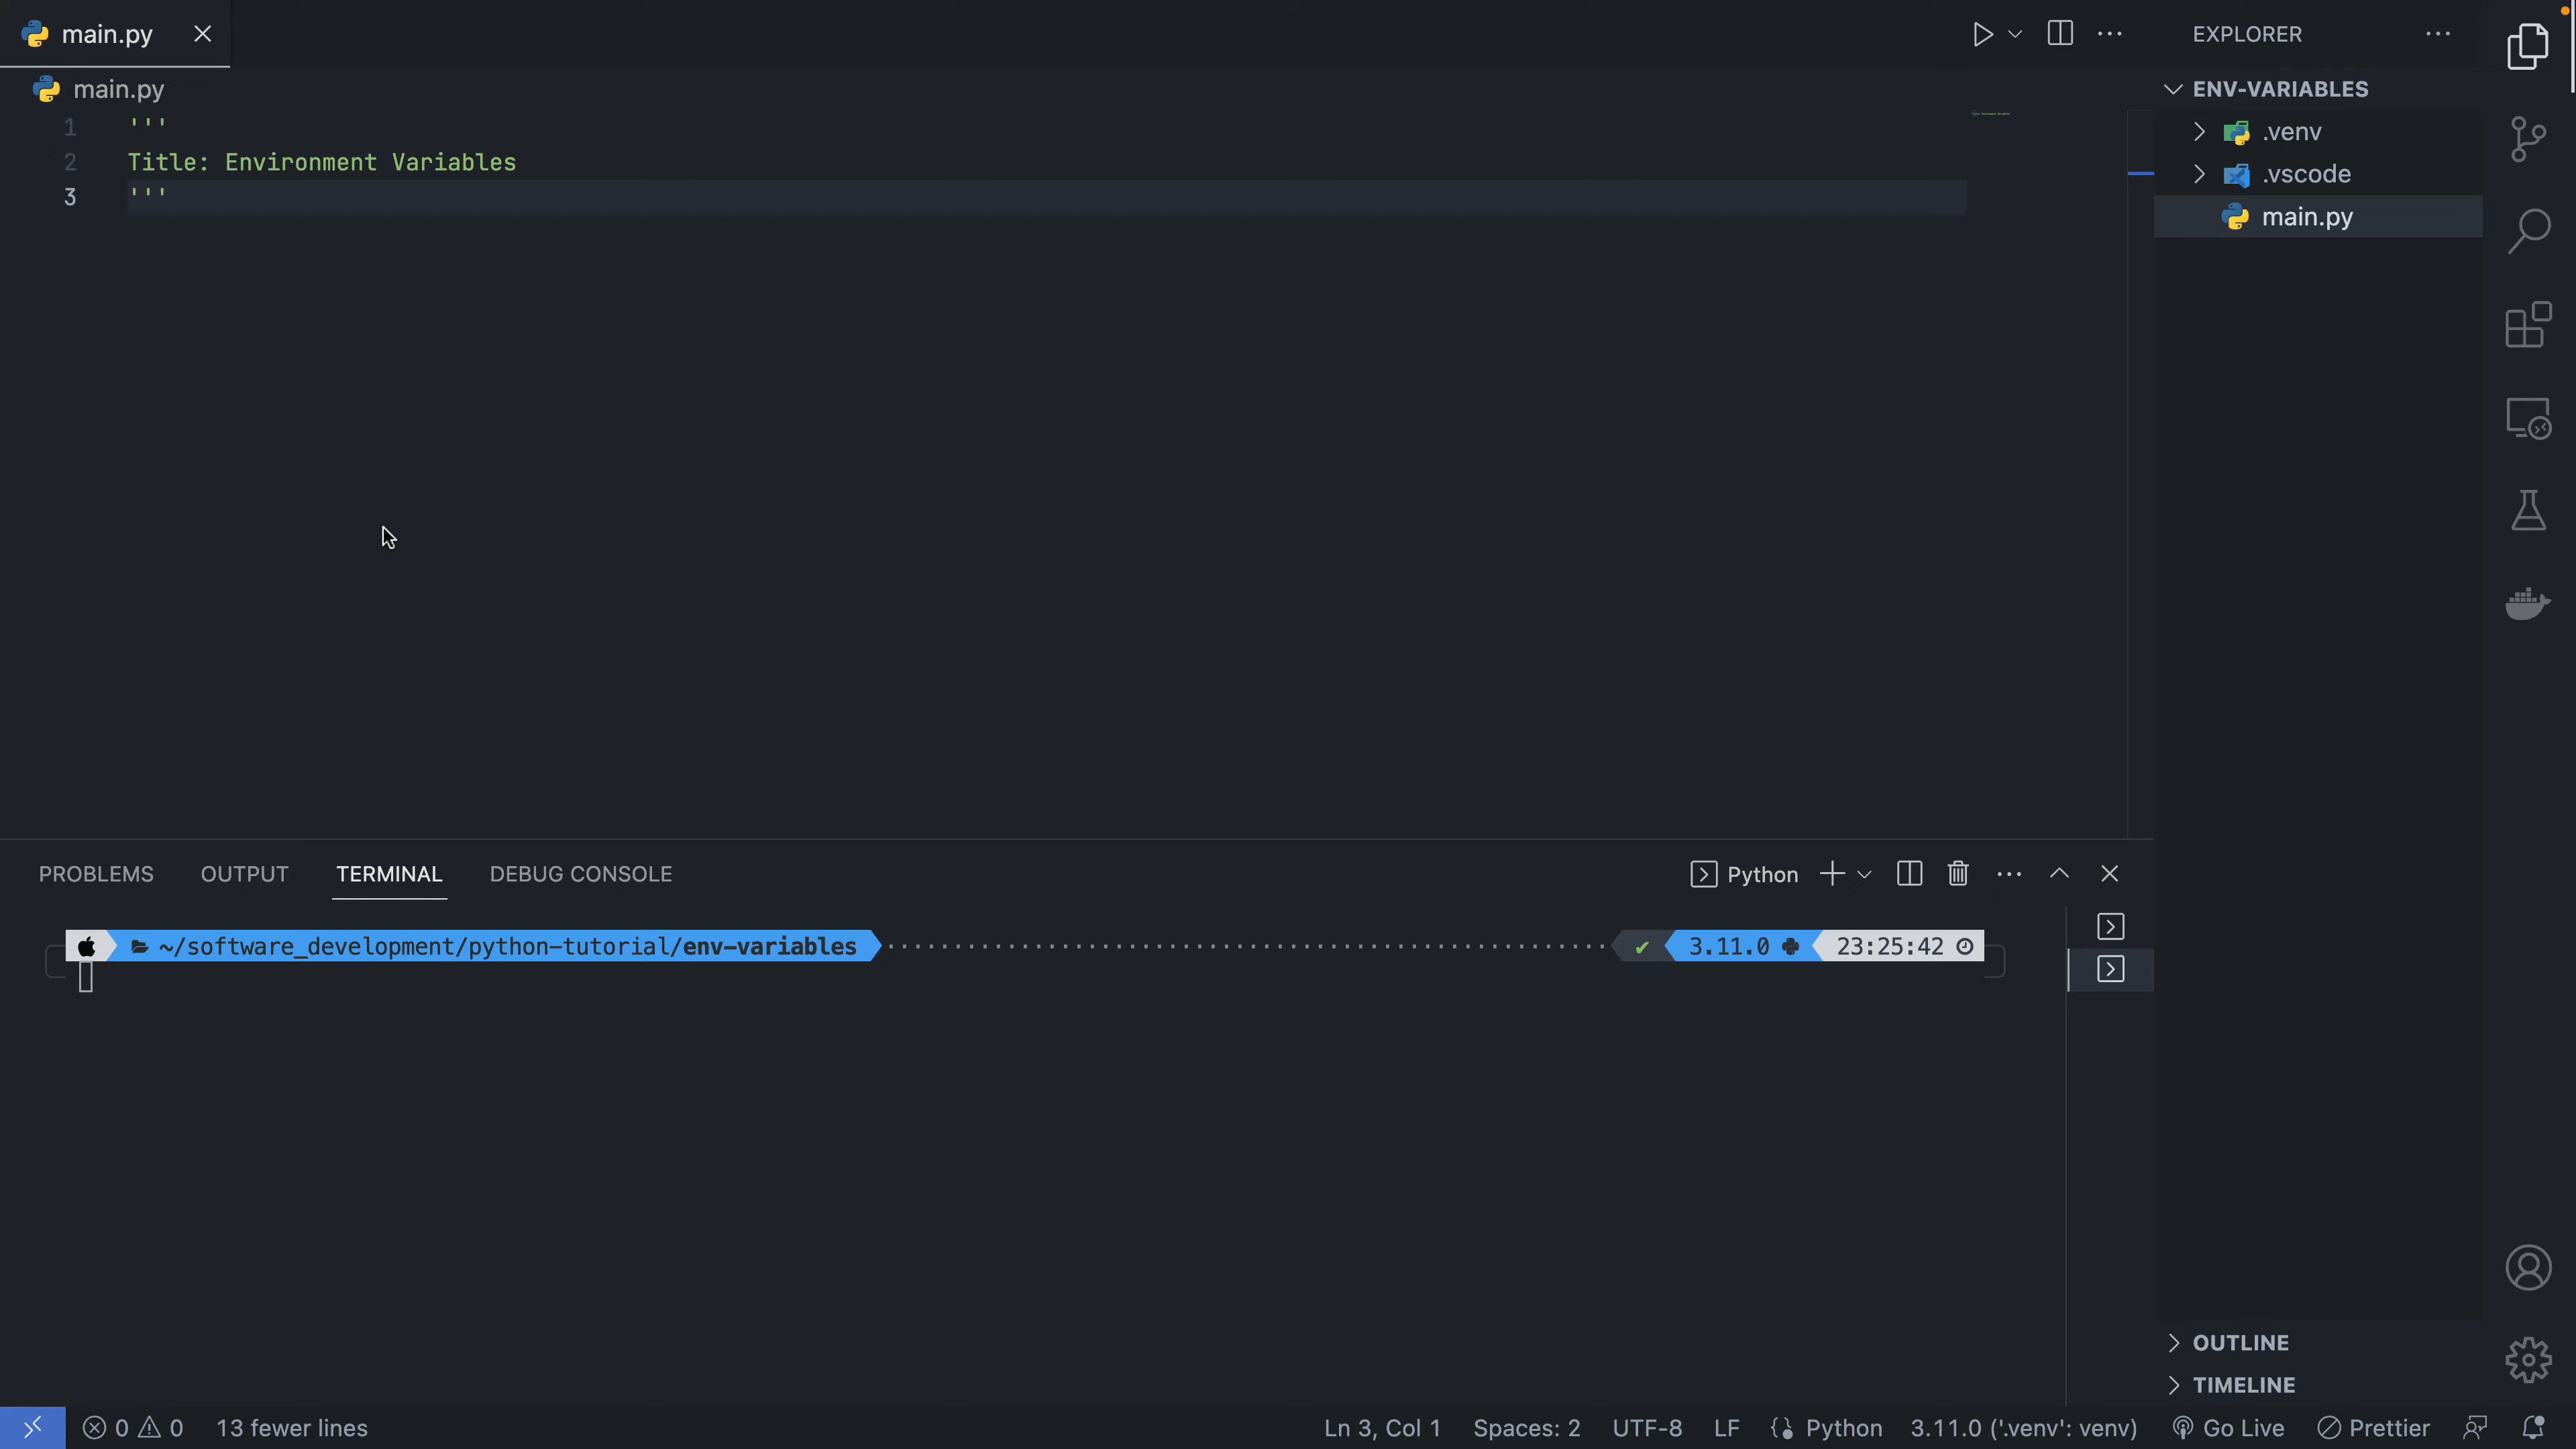 main.py
EXPLORER
main.py
ENV-VARIABLES
1 '''
.venv
2 Title: Environment Variables
.vscode
3 '''
main.py
PROBLEMS OUTPUT TERMINAL DEBUG CONSOLE
Python
~/software_development/python-tutorial/env-variables
✔ 3.11.0 23:25:42
OUTLINE
TIMELINE
0 0 13 fewer lines
Ln 3, Col 1 Spaces: 2 UTF-8 LF Python 3.11.0 ('.venv': venv) Go Live Prettier